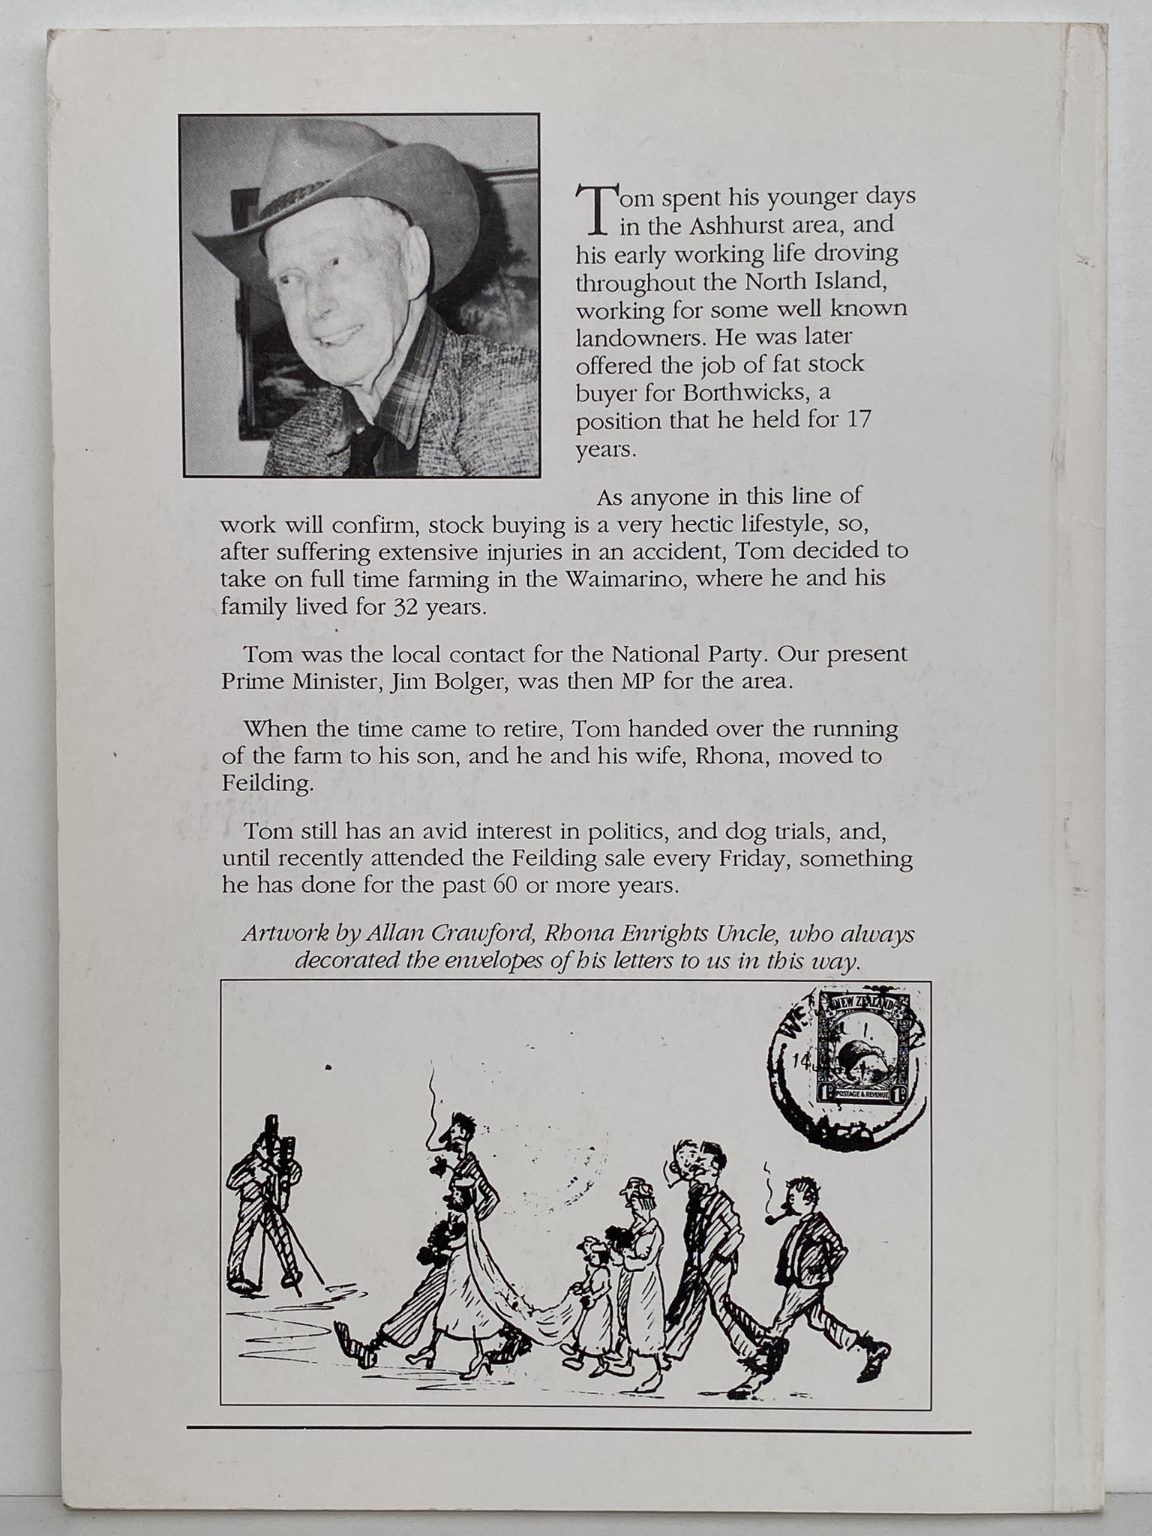 Tom spent his younger days
in the Ashhurst area, and
his early working life droving
throughout the North Island,
working for some well known
landowners. He was later
offered the job of fat stock
buyer for Borthwicks, a
position that he held for 17
years.
As anyone in this line of
work will confirm, stock buying is a very hectic lifestyle, so,
after suffering extensive injuries in an accident, Tom decided to
take on full time farming in the Waimarino, where he and his
family lived for 32 years.
Tom was the local contact for the National Party. Our present
Prime Minister, Jim Bolger, was then MP for the area.
When the time came to retire, Tom handed over the running
of the farm to his son, and he and his wife, Rhona, moved to
Feilding.
Tom still has an avid interest in politics, and dog trials, and,
until recently attended the Feilding sale every Friday, something
he has done for the past 60 or more years.
Artwork by Allan Crawford, Rhona Enrights Uncle, who always
decorated the envelopes of his letters to us in this way.
NEW ZEALAND
14
1D POSTAGE & REVENUE 1D